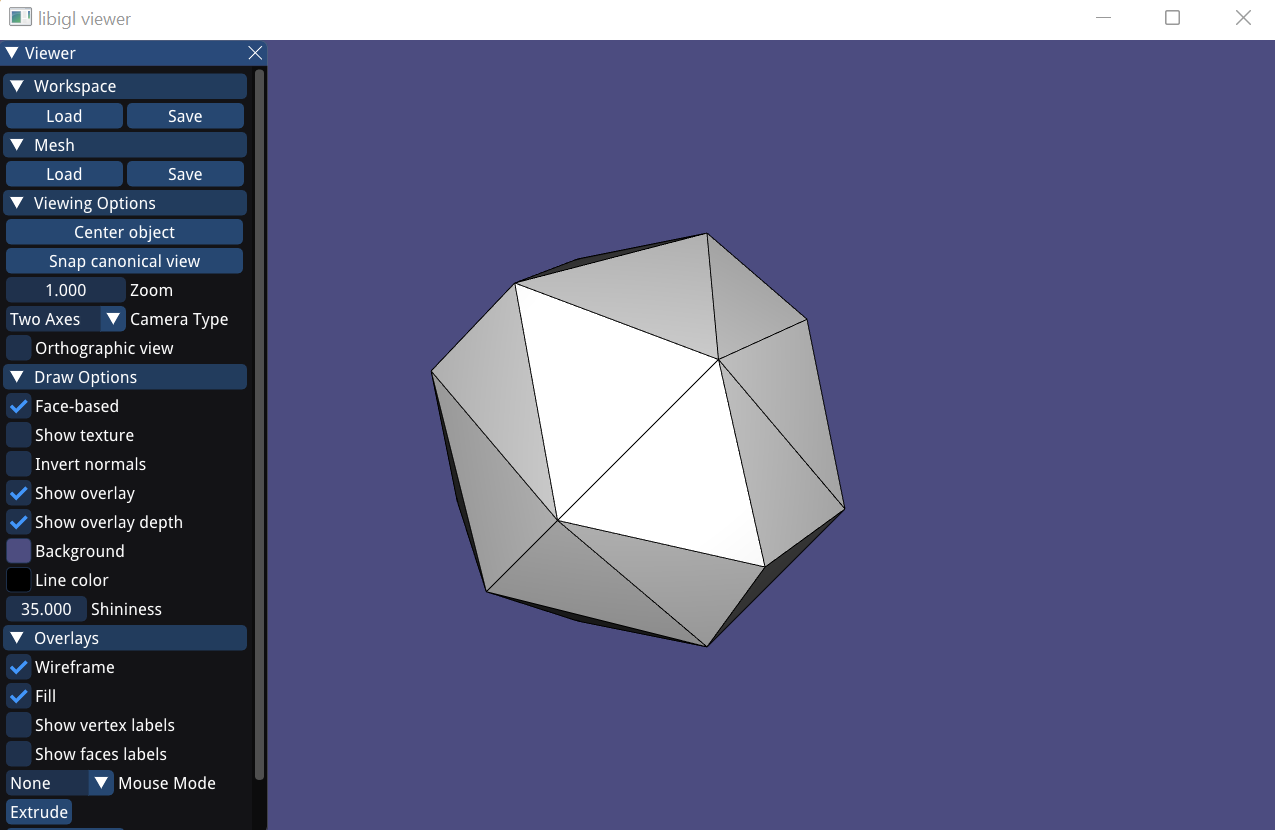 libigl viewer
Viewer
Workspace
Load Save
Mesh
Load Save
Viewing Options
Center object
Snap canonical view
1.000 Zoom
Two Axes Camera Type
Orthographic view
Draw Options
Face-based
Show texture
Invert normals
Show overlay
Show overlay depth
Background
Line color
35.000 Shininess
Overlays
Wireframe
Fill
Show vertex labels
Show faces labels
None Mouse Mode
Extrude